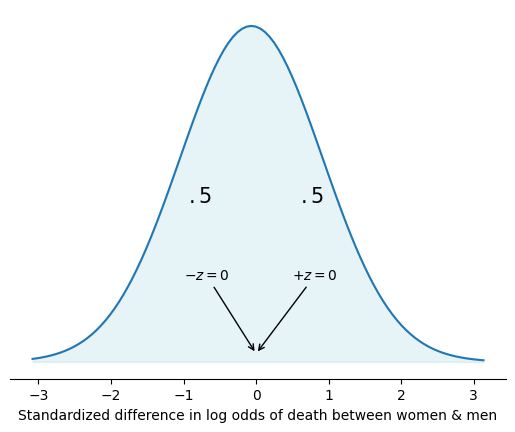 .5 .5
−z = 0 +z = 0
−3 −2 −1 0 1 2 3
Standardized difference in log odds of death between women & men